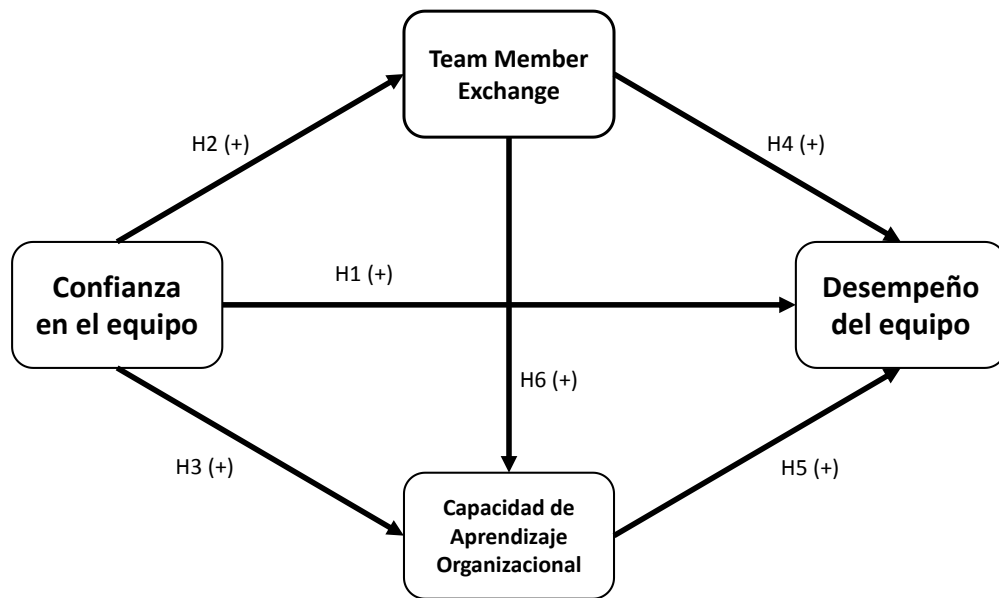 Team Member
Exchange
H2 (+)
H4 (+)
Confianza
en el equipo
H1 (+)
Desempeño
del equipo
H6 (+)
H3 (+)
H5 (+)
Capacidad de
Aprendizaje
Organizacional